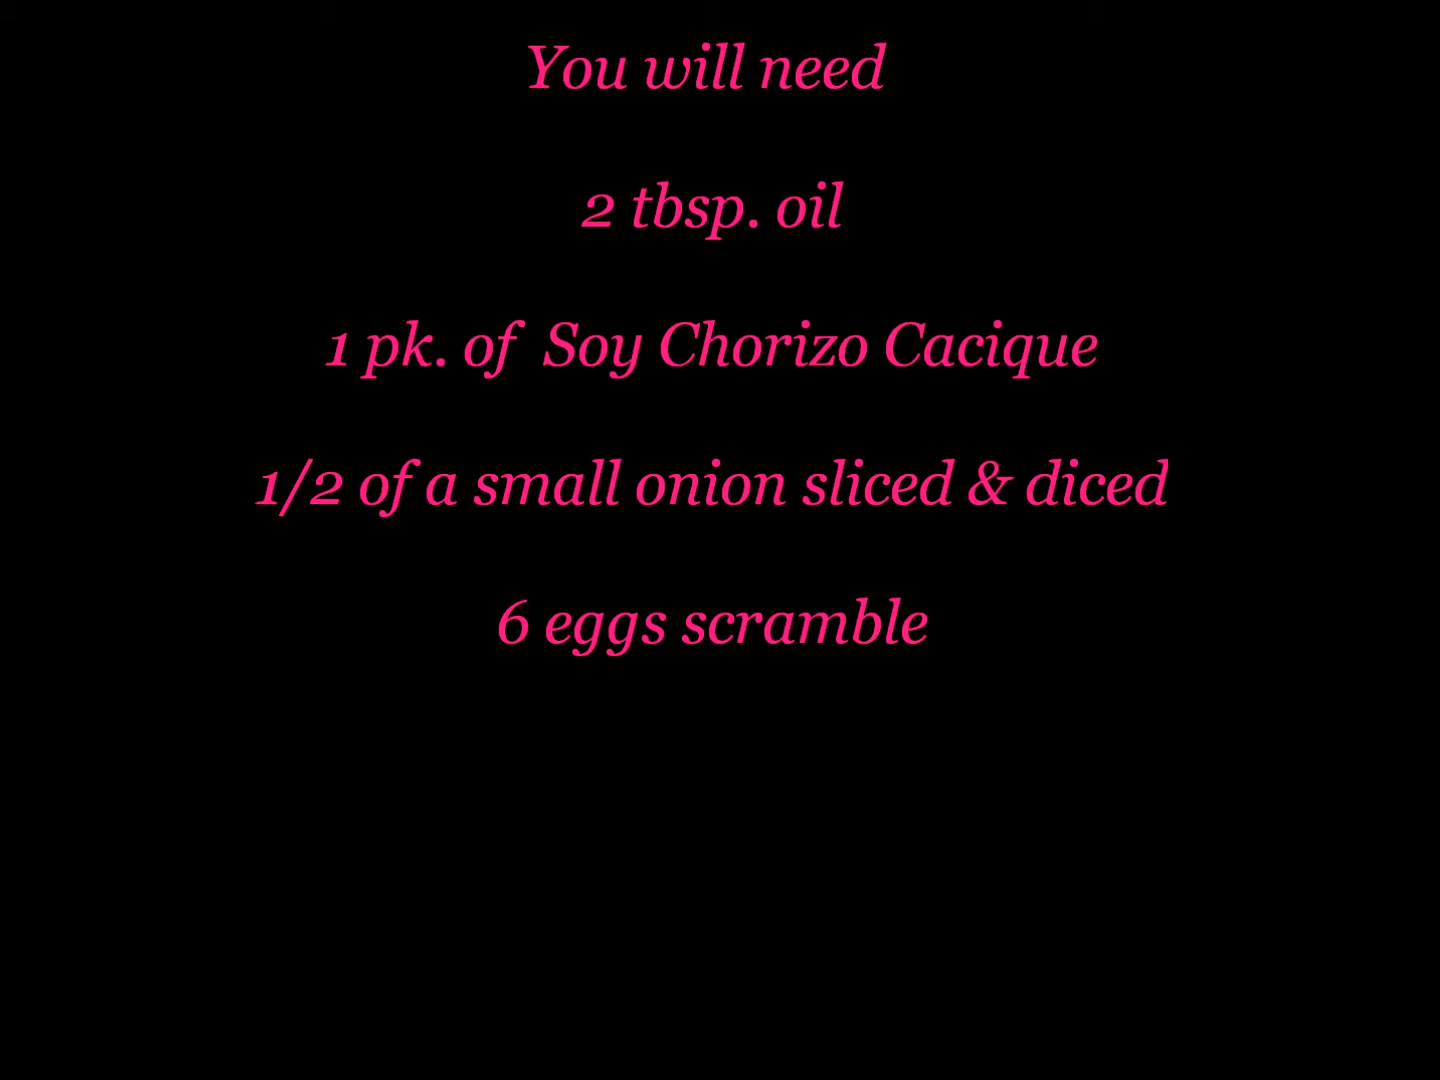 You will need
2 tbsp. oil
1 pk. of  Soy Chorizo Cacique
1/2 of a small onion sliced & diced
6 eggs scramble